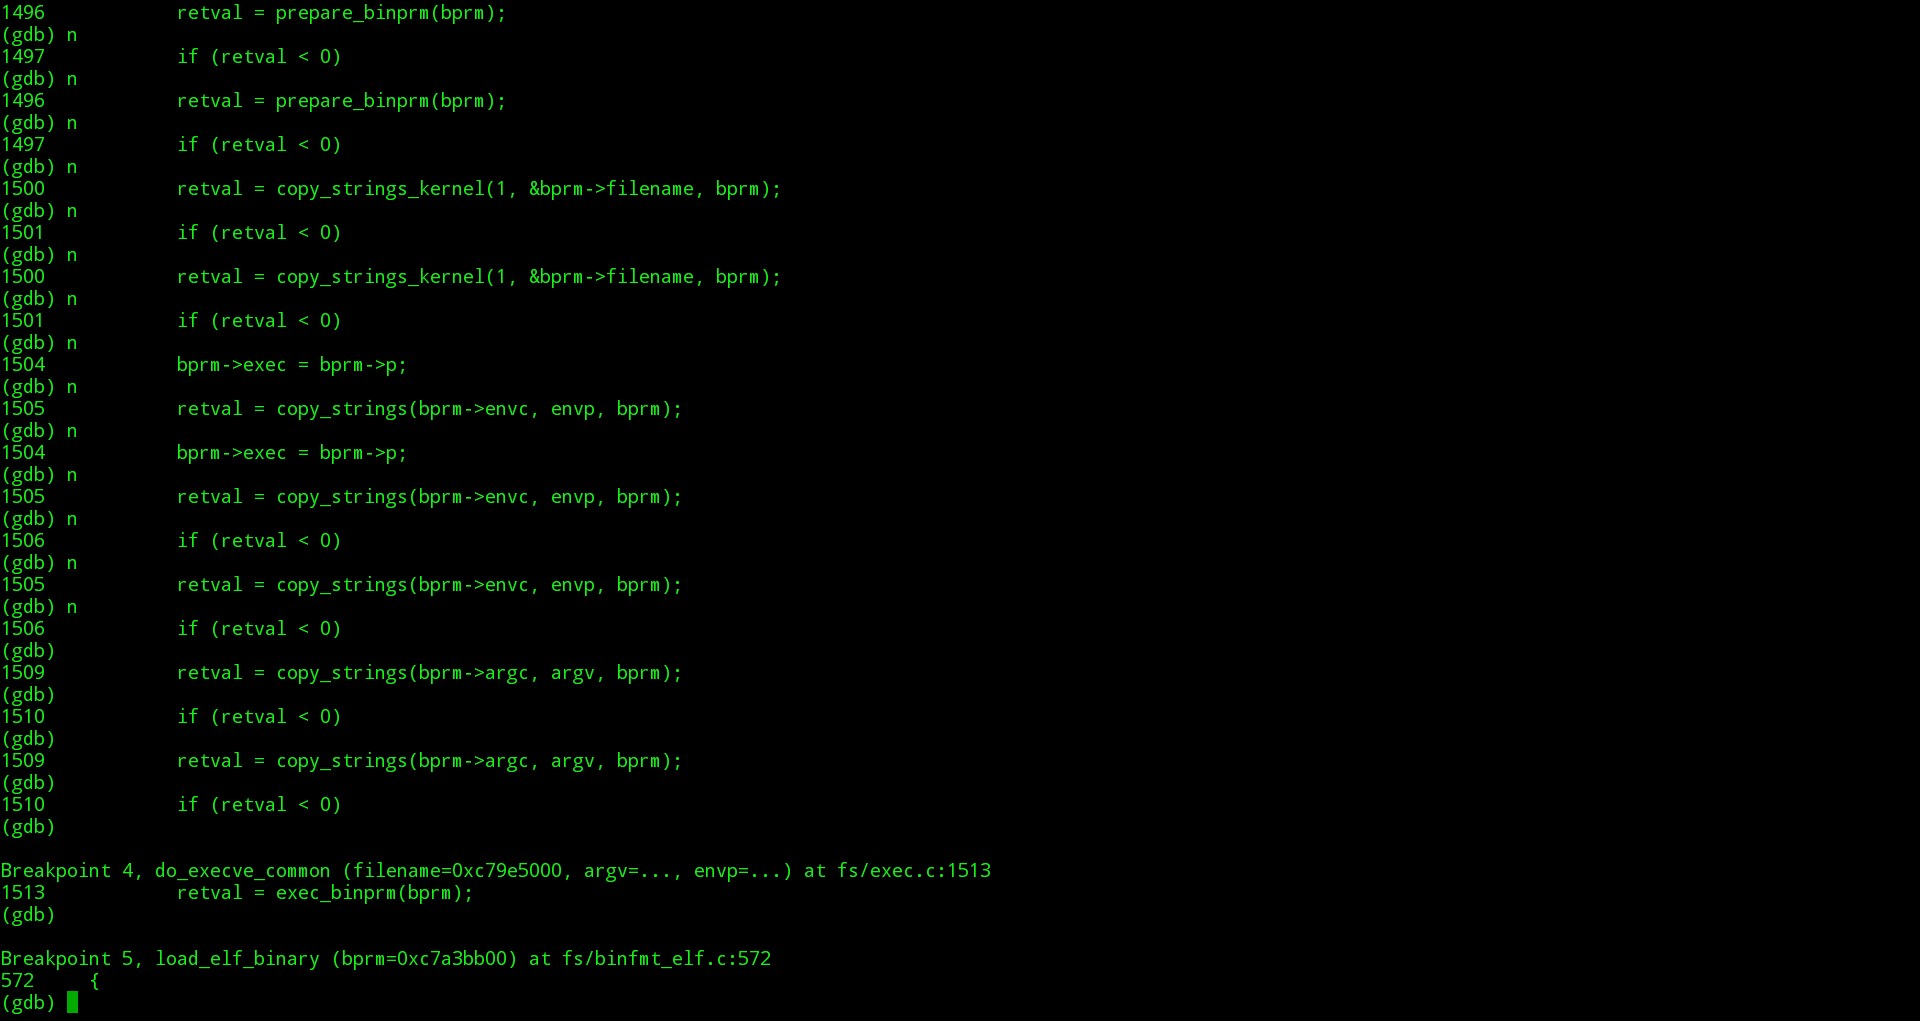 1496            retval = prepare_binprm(bprm);
(gdb) n
1497            if (retval < 0)
(gdb) n
1496            retval = prepare_binprm(bprm);
(gdb) n
1497            if (retval < 0)
(gdb) n
1500            retval = copy_strings_kernel(1, &bprm->filename, bprm);
(gdb) n
1501            if (retval < 0)
(gdb) n
1500            retval = copy_strings_kernel(1, &bprm->filename, bprm);
(gdb) n
1501            if (retval < 0)
(gdb) n
1504            bprm->exec = bprm->p;
(gdb) n
1505            retval = copy_strings(bprm->envc, envp, bprm);
(gdb) n
1504            bprm->exec = bprm->p;
(gdb) n
1505            retval = copy_strings(bprm->envc, envp, bprm);
(gdb) n
1506            if (retval < 0)
(gdb) n
1505            retval = copy_strings(bprm->envc, envp, bprm);
(gdb) n
1506            if (retval < 0)
(gdb)
1509            retval = copy_strings(bprm->argc, argv, bprm);
(gdb)
1510            if (retval < 0)
(gdb)
1509            retval = copy_strings(bprm->argc, argv, bprm);
(gdb)
1510            if (retval < 0)
(gdb)

Breakpoint 4, do_execve_common (filename=0xc79e5000, argv=..., envp=...) at fs/exec.c:1513
1513            retval = exec_binprm(bprm);
(gdb)

Breakpoint 5, load_elf_binary (bprm=0xc7a3bb00) at fs/binfmt_elf.c:572
572     {
(gdb)